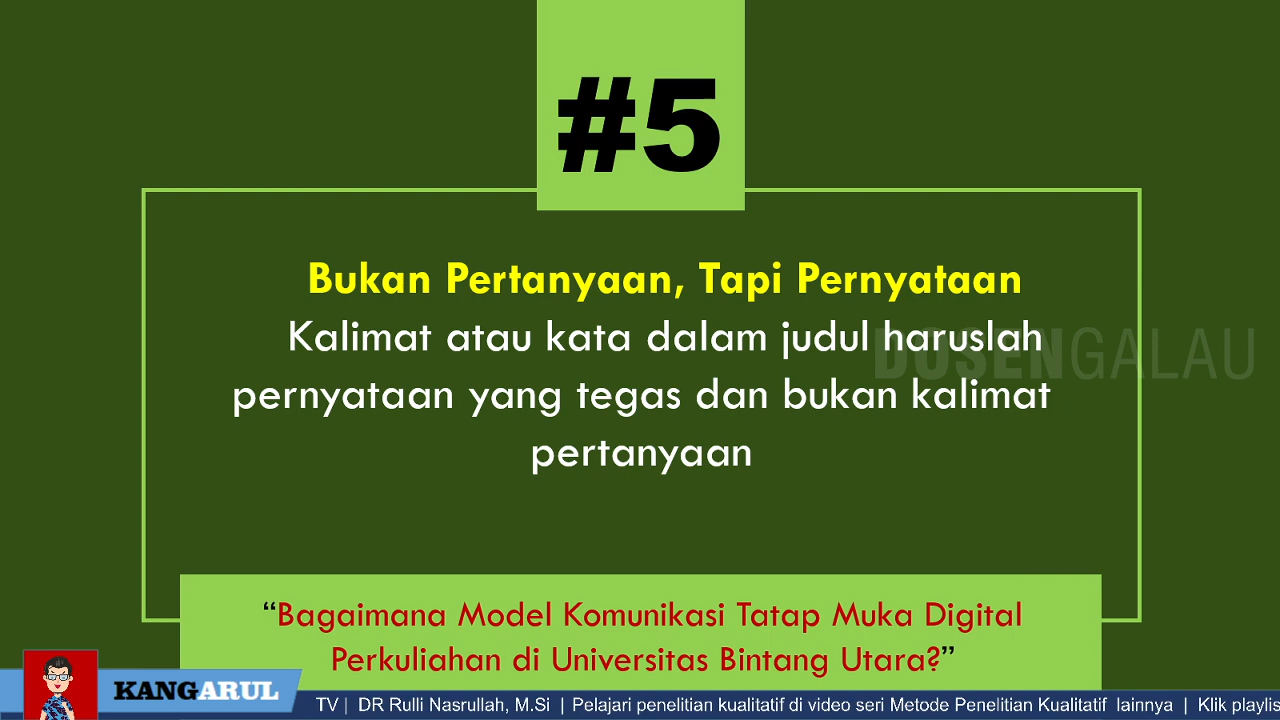 #5
Bukan Pertanyaan, Tapi Pernyataan
Kalimat atau kata dalam judul haruslah
pernyataan yang tegas dan bukan kalimat
pertanyaan
DOSENGALAU
“Bagaimana Model Komunikasi Tatap Muka Digital
Perkuliahan di Universitas Bintang Utara?”
KANGARUL
TV | DR Rulli Nasrullah, M.Si | Pelajari penelitian kualitatif di video seri Metode Penelitian Kualitatif lainnya | Klik playlis